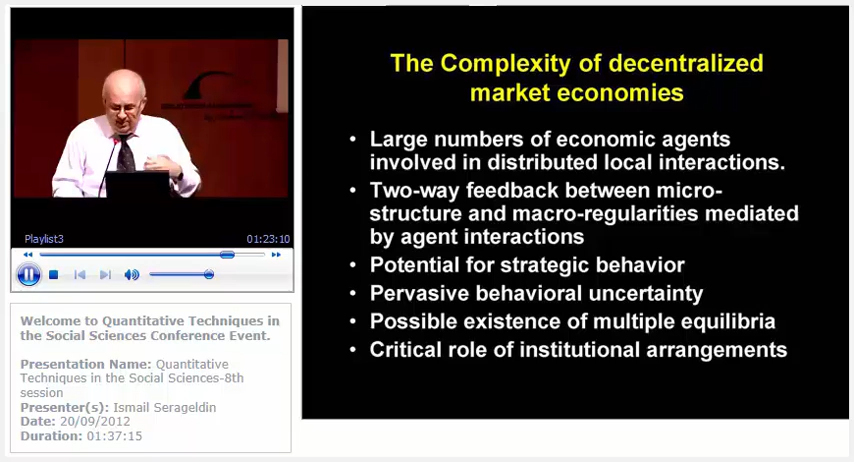 Playlist3
01:23:10
Welcome to Quantitative Techniques in
the Social Sciences Conference Event.
Presentation Name: Quantitative
Techniques in the Social Sciences-8th
session
Presenter(s): Ismail Serageldin
Date: 20/09/2012
Duration: 01:37:15
The Complexity of decentralized
market economies
• Large numbers of economic agents
involved in distributed local interactions.
• Two-way feedback between micro-
structure and macro-regularities mediated
by agent interactions
• Potential for strategic behavior
• Pervasive behavioral uncertainty
• Possible existence of multiple equilibria
• Critical role of institutional arrangements